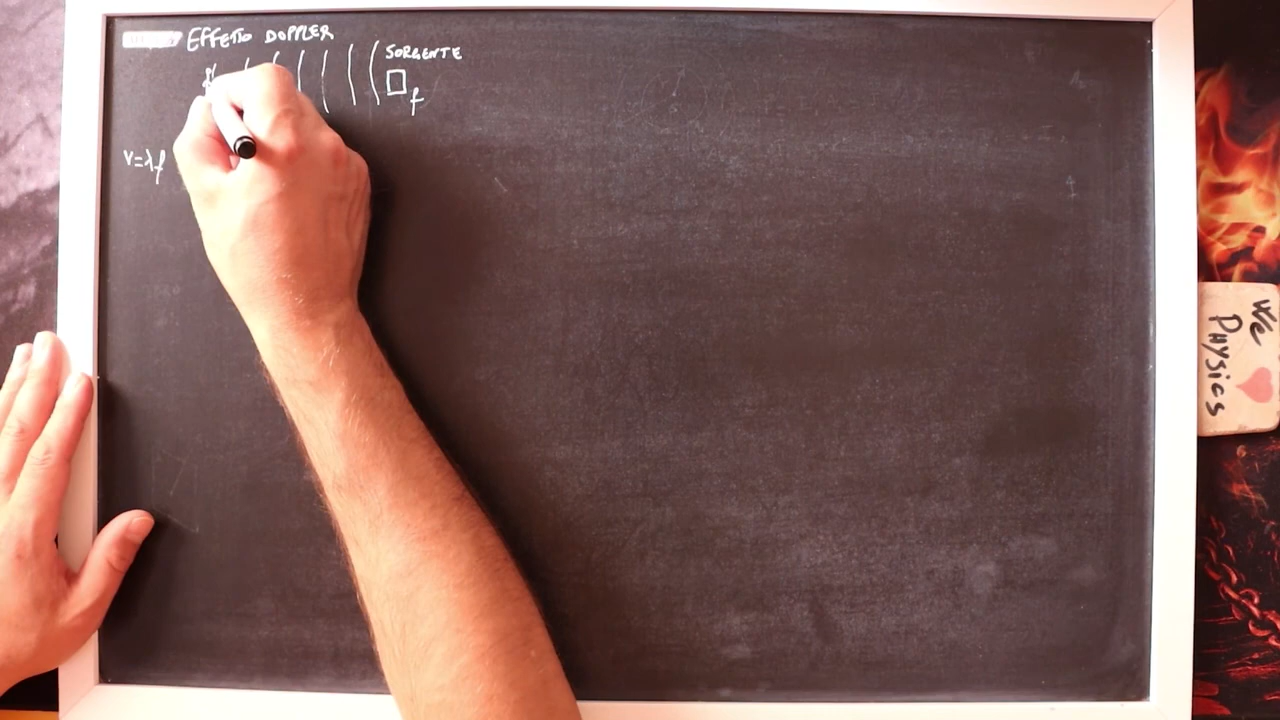 EFFETTO DOPPLER
SORGENTE
f
v=λf
We
Physics